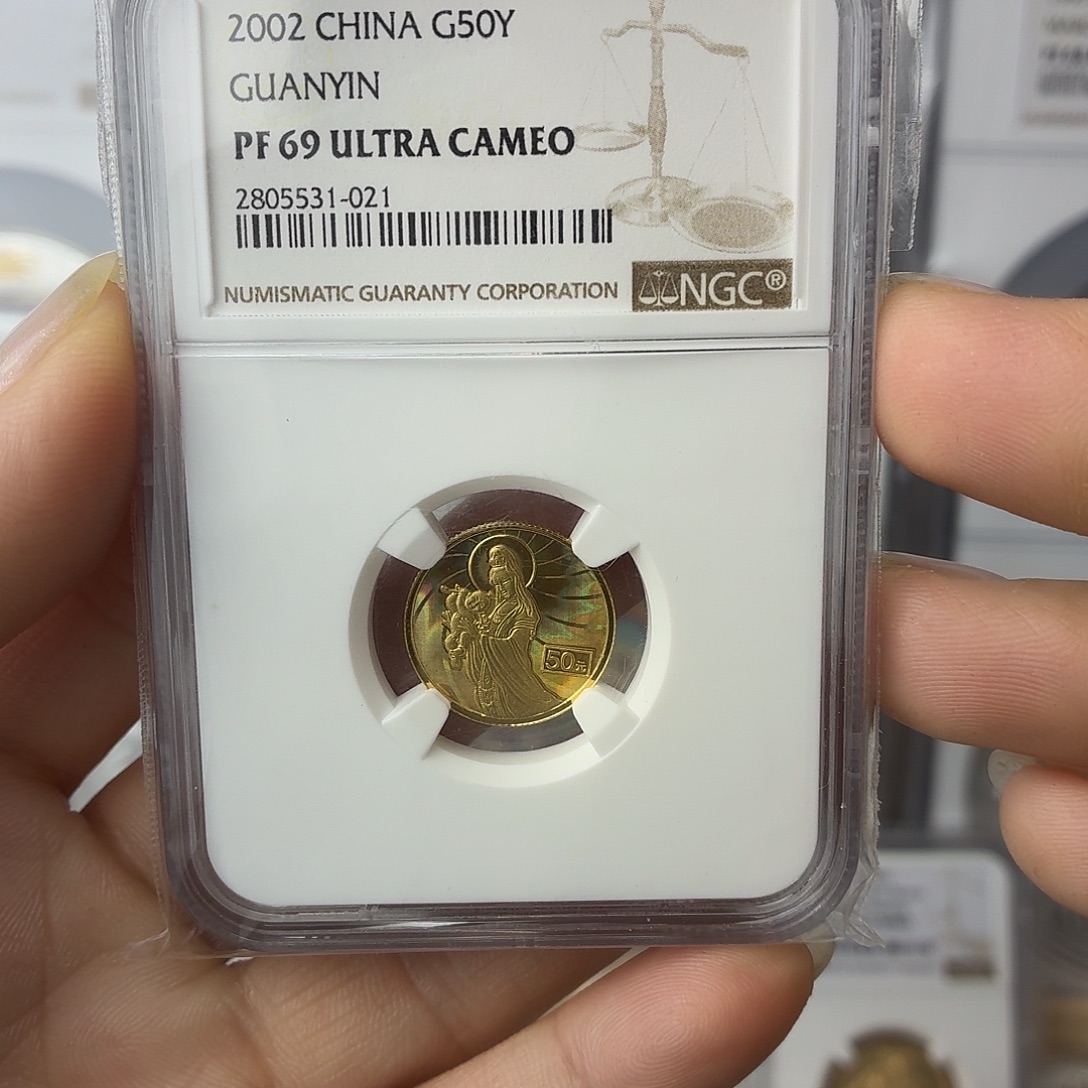 2002 CHINA G50Y
GUANYIN
PF 69 ULTRA CAMEO
2805531-021
NUMISMATIC GUARANTY CORPORATION
NGC®
50元